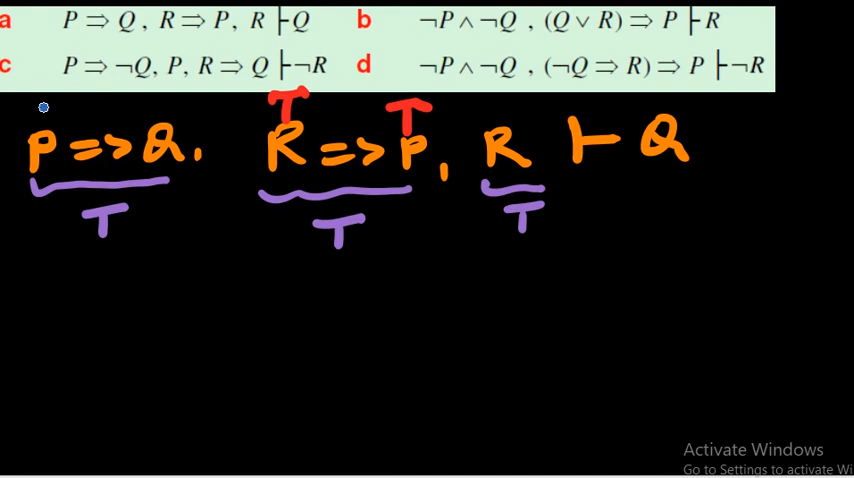 a P ⇒ Q , R ⇒ P, R ⊢ Q b ¬P ∧ ¬Q , (Q ∨ R) ⇒ P ⊢ R
c P ⇒ ¬Q, P, R ⇒ Q ⊢ ¬R d ¬P ∧ ¬Q , (¬Q ⇒ R) ⇒ P ⊢ ¬R
T T
P => Q, R => P, R ⊢ Q
T T T
Activate Windows
Go to Settings to activate Wi